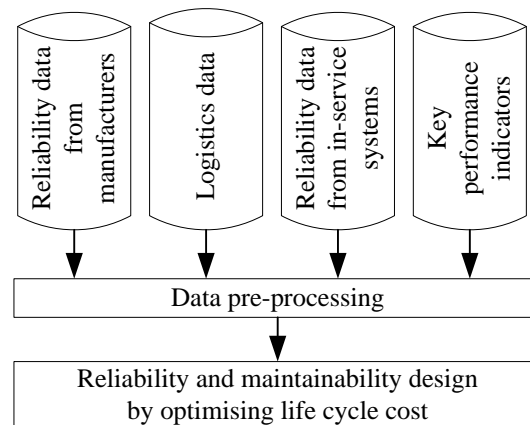 Reliability data
from
manufacturers
Logistics data
Reliability data
from in-service
systems
Key
performance
indicators
Data pre-processing
Reliability and maintainability design
by optimising life cycle cost